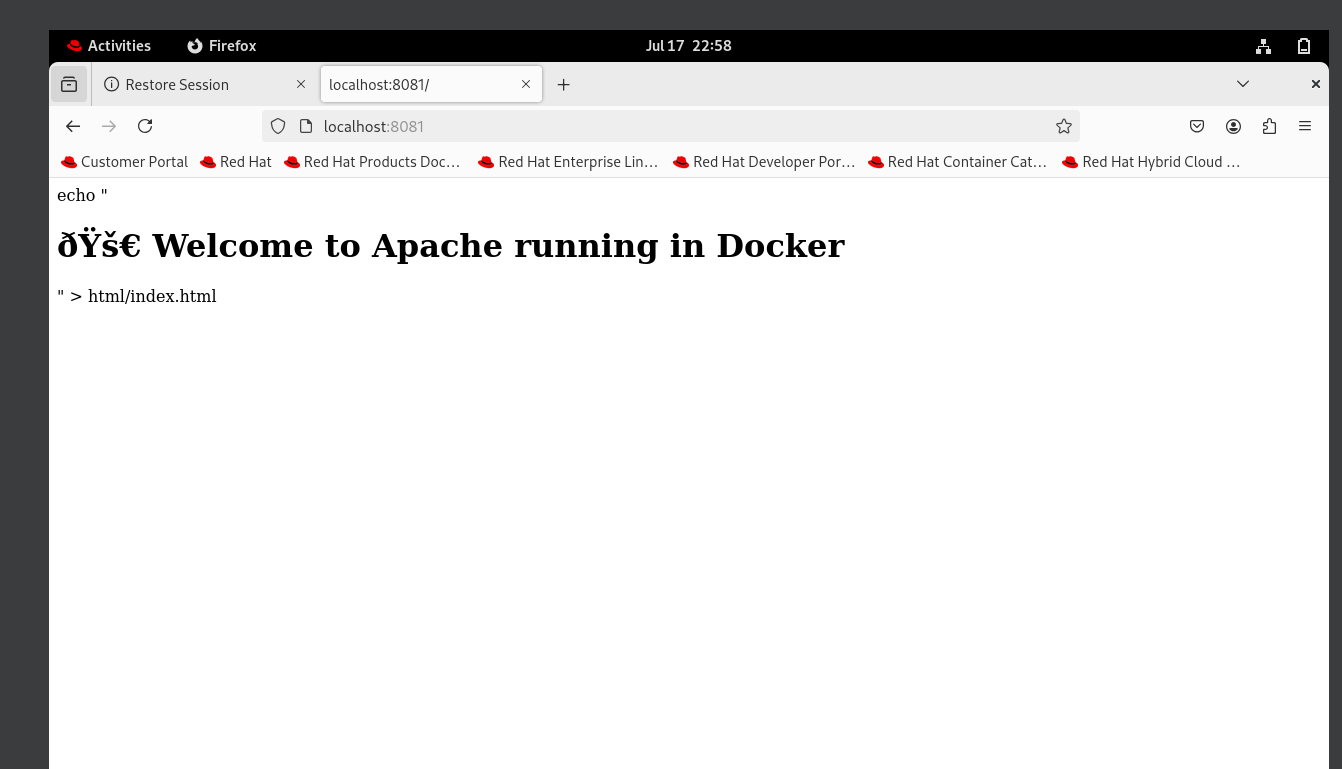 Activities Firefox Jul 17 22:58
Restore Session localhost:8081/
localhost:8081
Customer Portal Red Hat Red Hat Products Doc… Red Hat Enterprise Lin… Red Hat Developer Por… Red Hat Container Cat… Red Hat Hybrid Cloud …
echo "
🚀 Welcome to Apache running in Docker
" > html/index.html